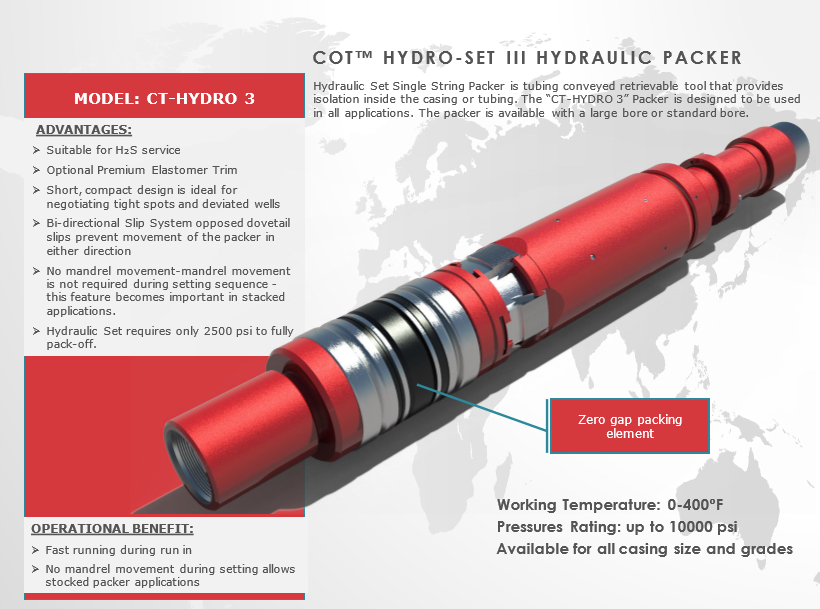 COT™ HYDRO-SET III HYDRAULIC PACKER
Hydraulic Set Single String Packer is tubing conveyed retrievable tool that provides
isolation inside the casing or tubing. The “CT-HYDRO 3” Packer is designed to be used
in all applications. The packer is available with a large bore or standard bore.
MODEL: CT-HYDRO 3
ADVANTAGES:
➢ Suitable for H₂S service
➢ Optional Premium Elastomer Trim
➢ Short, compact design is ideal for
negotiating tight spots and deviated wells
➢ Bi-directional Slip System opposed dovetail
slips prevent movement of the packer in
either direction
➢ No mandrel movement-mandrel movement
is not required during setting sequence -
this feature becomes important in stacked
applications.
➢ Hydraulic Set requires only 2500 psi to fully
pack-off.
Zero gap packing
element
Working Temperature: 0-400°F
Pressures Rating: up to 10000 psi
Available for all casing size and grades
OPERATIONAL BENEFIT:
➢ Fast running during run in
➢ No mandrel movement during setting allows
stocked packer applications